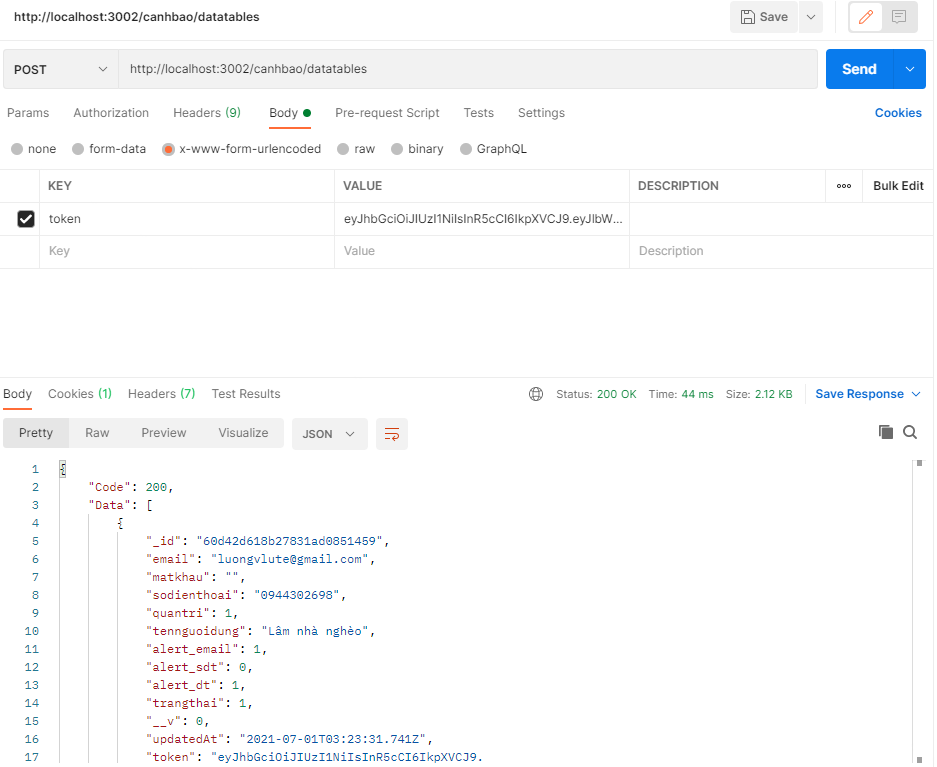 http://localhost:3002/canhbao/datatables Save
POST http://localhost:3002/canhbao/datatables Send
Params Authorization Headers (9) Body Pre-request Script Tests Settings Cookies
none form-data x-www-form-urlencoded raw binary GraphQL
KEY VALUE DESCRIPTION ooo Bulk Edit
token eyJhbGciOiJIUzI1NiIsInR5cCI6IkpXVCJ9.eyJIbW...
Key Value Description
Body Cookies (1) Headers (7) Test Results Status: 200 OK Time: 44 ms Size: 2.12 KB Save Response
Pretty Raw Preview Visualize JSON
1 {
2 "Code": 200,
3 "Data": [
4 {
5 "_id": "60d42d618b27831ad0851459",
6 "email": "luongvlute@gmail.com",
7 "matkhau": "",
8 "sodienthoai": "0944302698",
9 "quantri": 1,
10 "tennguoidung": "Lâm nhà nghèo",
11 "alert_email": 1,
12 "alert_sdt": 0,
13 "alert_dt": 1,
14 "trangthai": 1,
15 "__v": 0,
16 "updatedAt": "2021-07-01T03:23:31.741Z",
17 "token": "eyJhbGciOiJIUzI1NiIsInR5cCI6IkpXVCJ9.